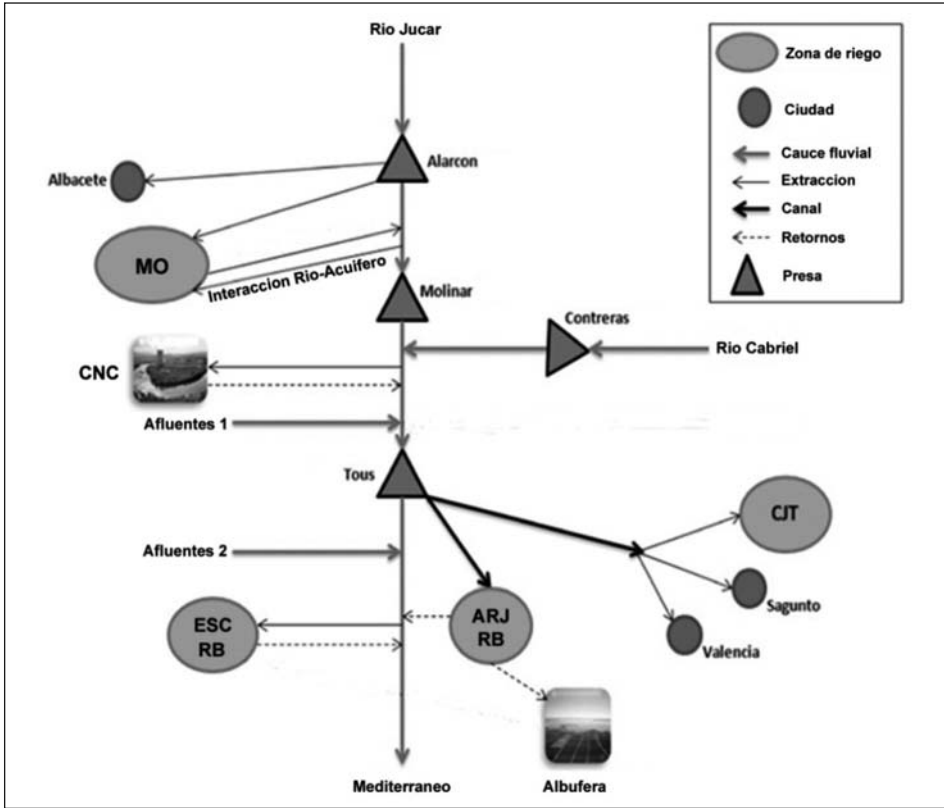 Rio Jucar
Alarcon
Albacete
MO
Interaccion Rio-Acuifero
Molinar
Contreras
Rio Cabriel
CNC
Afluentes 1
Tous
CJT
Afluentes 2
Sagunto
Valencia
ESC
RB
ARJ
RB
Mediterraneo
Albufera
Zona de riego
Ciudad
Cauce fluvial
Extraccion
Canal
Retornos
Presa